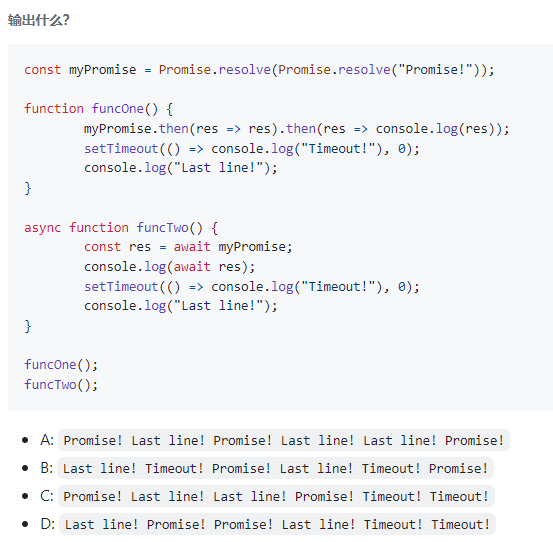 输出什么?
const myPromise = Promise.resolve(Promise.resolve("Promise!"));
function funcOne() {
myPromise.then(res => res).then(res => console.log(res));
setTimeout(() => console.log("Timeout!"), 0);
console.log("Last line!");
}
async function funcTwo() {
const res = await myPromise;
console.log(await res);
setTimeout(() => console.log("Timeout!"), 0);
console.log("Last line!");
}
funcOne();
funcTwo();
A: Promise! Last line! Promise! Last line! Last line! Promise!
B: Last line! Timeout! Promise! Last line! Timeout! Promise!
C: Promise! Last line! Last line! Promise! Timeout! Timeout!
D: Last line! Promise! Promise! Last line! Timeout! Timeout!